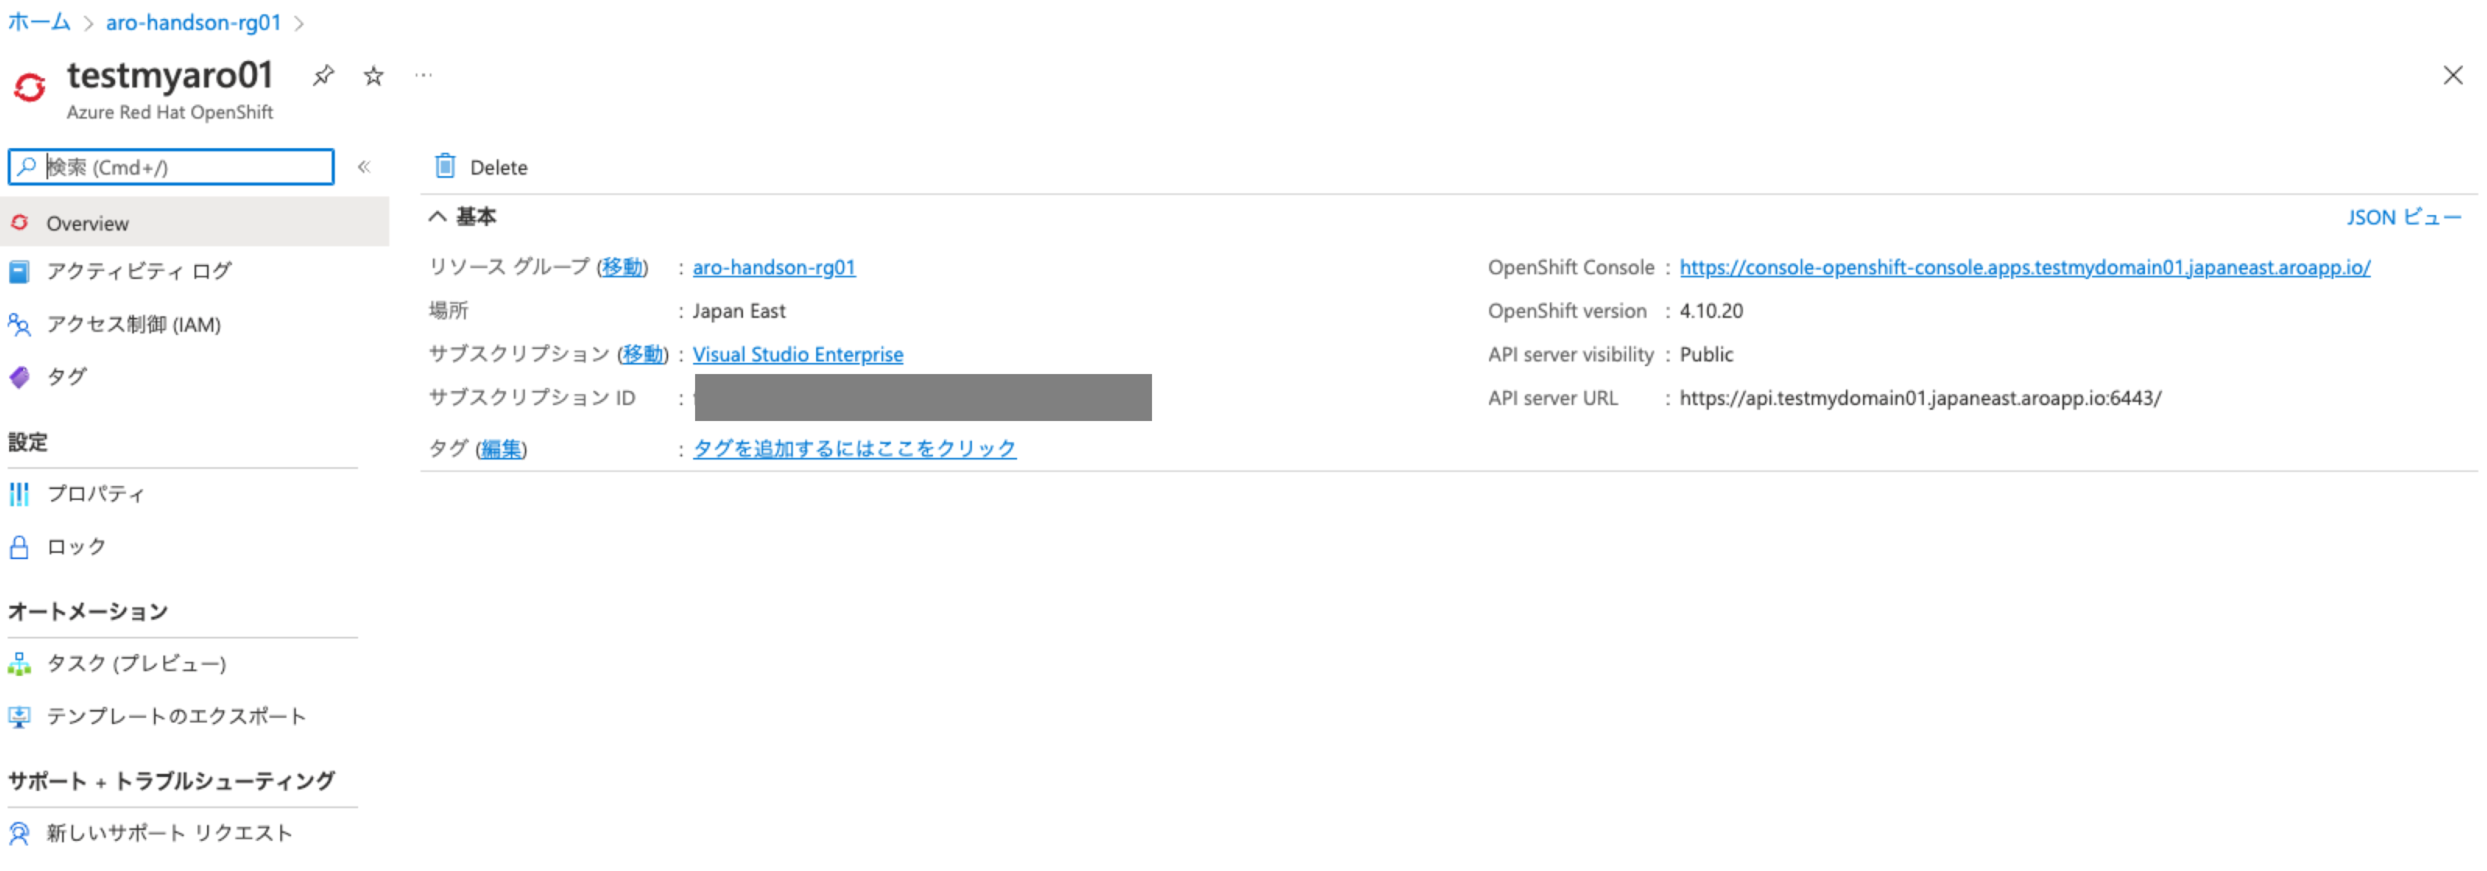 ホーム > aro-handson-rg01 >
testmyaro01
Azure Red Hat OpenShift
検索 (Cmd+/)
Overview
アクティビティ ログ
アクセス制御 (IAM)
タグ
設定
プロパティ
ロック
オートメーション
タスク (プレビュー)
テンプレートのエクスポート
サポート + トラブルシューティング
新しいサポート リクエスト
Delete
基本
JSON ビュー
リソース グループ (移動) : aro-handson-rg01
場所 : Japan East
サブスクリプション (移動) : Visual Studio Enterprise
サブスクリプション ID :
タグ (編集) : タグを追加するにはここをクリック
OpenShift Console : https://console-openshift-console.apps.testmydomain01.japaneast.aroapp.io/
OpenShift version : 4.10.20
API server visibility : Public
API server URL : https://api.testmydomain01.japaneast.aroapp.io:6443/